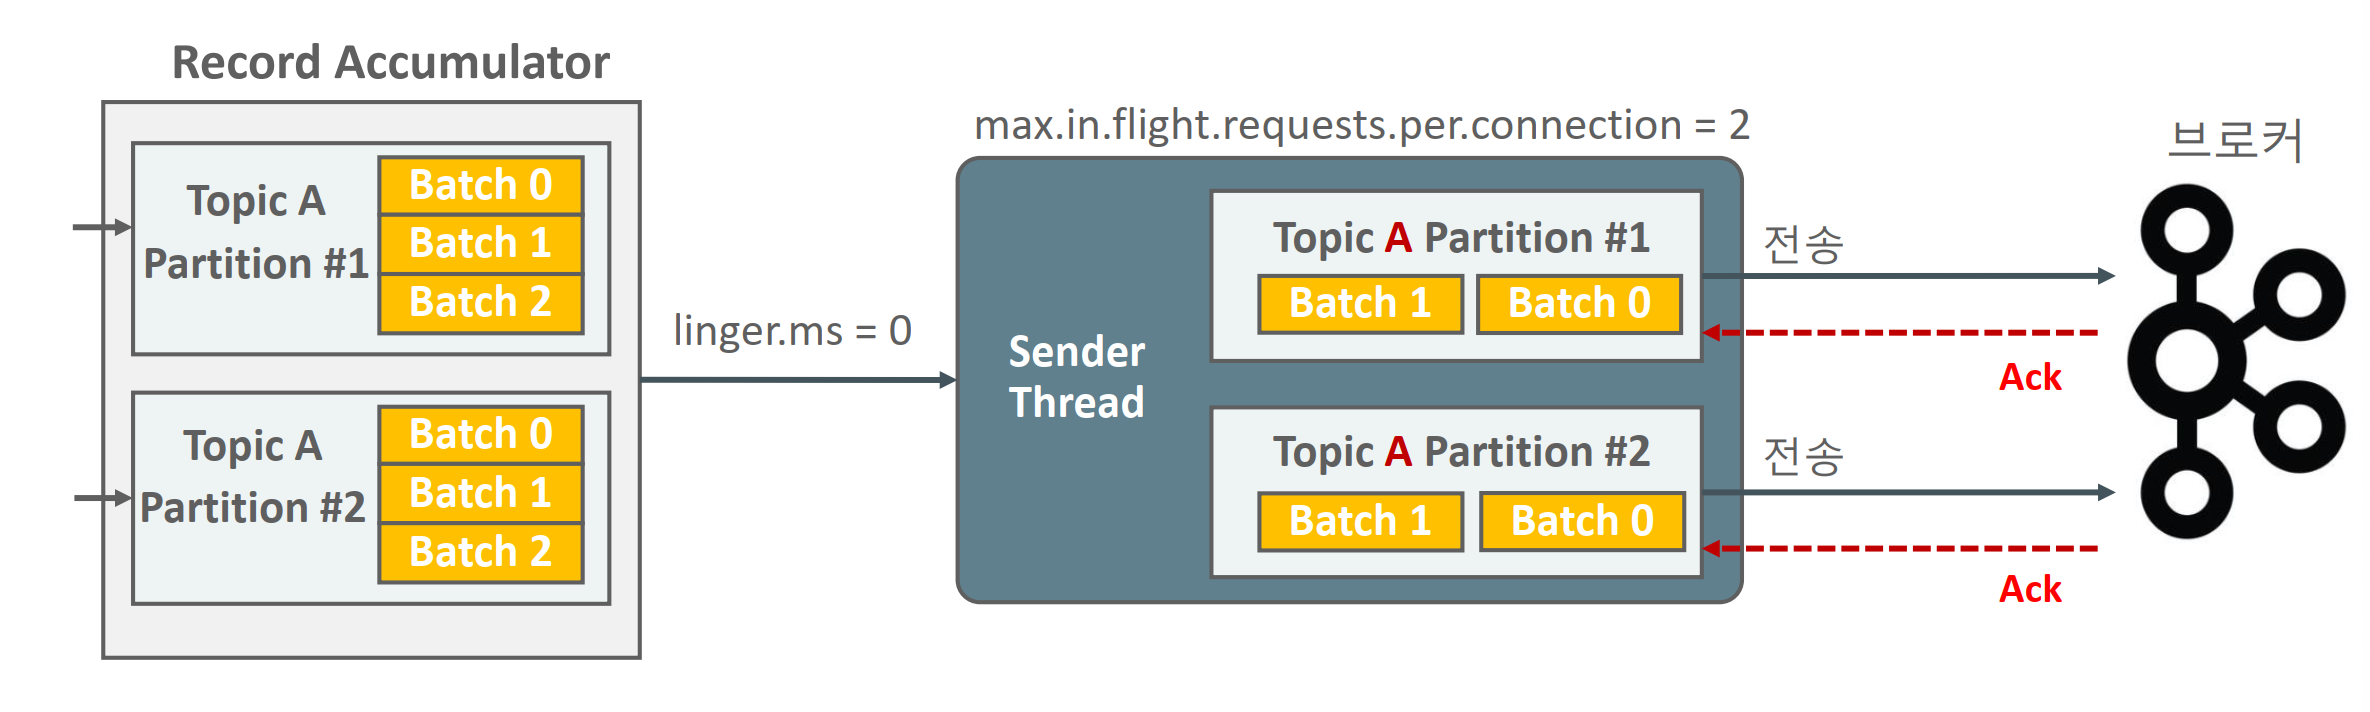 Record Accumulator
Topic A
Partition #1
Batch 0
Batch 1
Batch 2
Topic A
Partition #2
Batch 0
Batch 1
Batch 2
linger.ms = 0
max.in.flight.requests.per.connection = 2
Sender
Thread
Topic A Partition #1
Batch 1
Batch 0
Topic A Partition #2
Batch 1
Batch 0
전송
Ack
전송
Ack
브로커